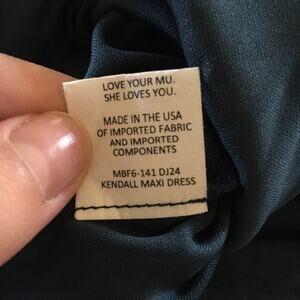 LOVE YOUR MU.
SHE LOVES YOU.
MADE IN THE USA
OF IMPORTED FABRIC
AND IMPORTED
COMPONENTS
MBF6-141 DJ24
KENDALL MAXI DRESS